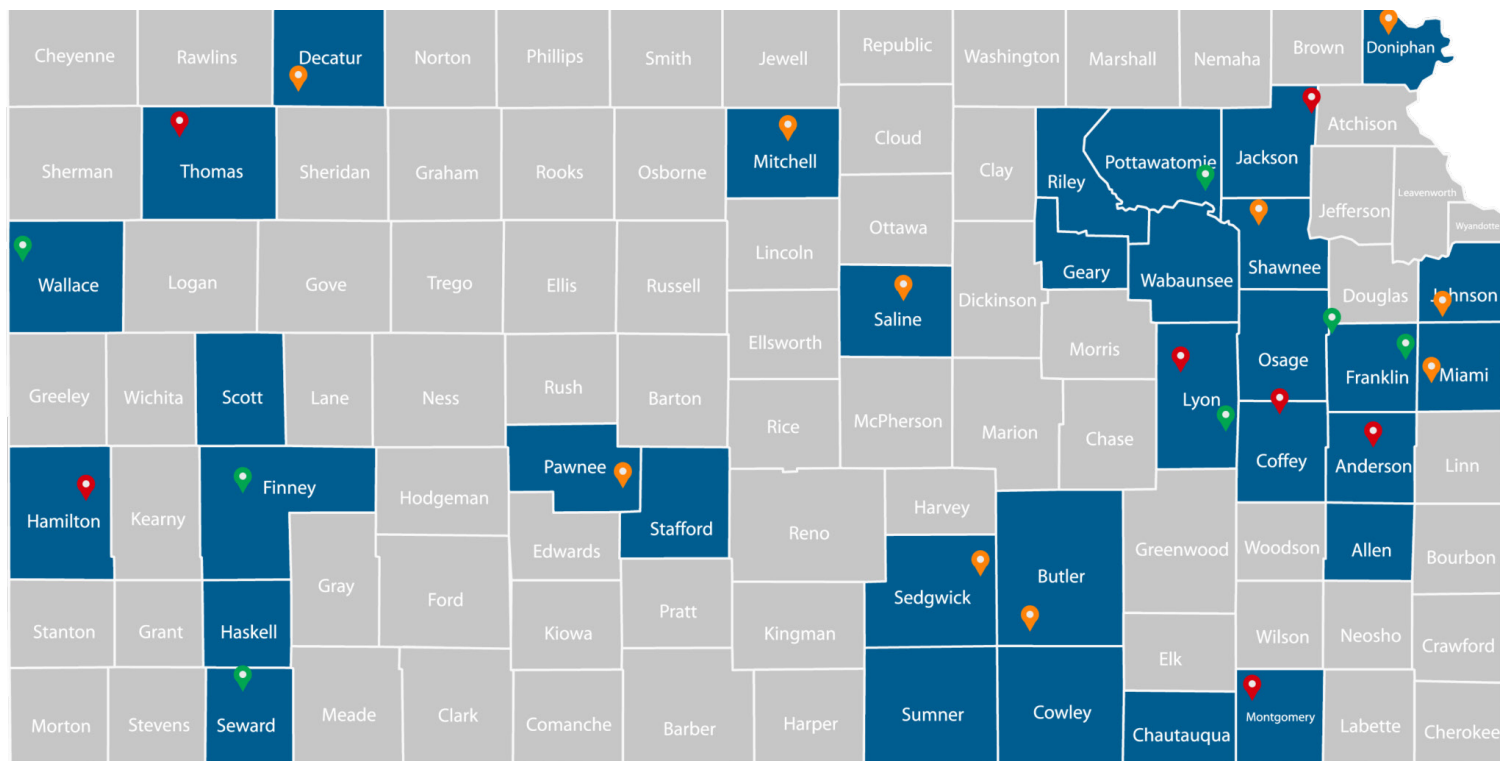 Cheyenne
Rawlins
Decatur
Norton
Phillips
Smith
Jewell
Republic
Washington
Marshall
Nemaha
Brown
Doniphan
Sherman
Thomas
Sheridan
Graham
Rooks
Osborne
Mitchell
Cloud
Clay
Riley
Pottawatomie
Jackson
Atchison
Wallace
Logan
Gove
Trego
Ellis
Russell
Lincoln
Ottawa
Saline
Dickinson
Geary
Wabaunsee
Shawnee
Jefferson
Leavenworth
Wyandotte
Douglas
Johnson
Greeley
Wichita
Scott
Lane
Ness
Rush
Barton
Ellsworth
Rice
McPherson
Marion
Morris
Chase
Lyon
Osage
Franklin
Miami
Hamilton
Kearny
Finney
Hodgeman
Pawnee
Stafford
Edwards
Reno
Harvey
Coffey
Anderson
Linn
Stanton
Grant
Haskell
Gray
Ford
Kiowa
Pratt
Kingman
Sedgwick
Butler
Greenwood
Woodson
Allen
Bourbon
Morton
Stevens
Seward
Meade
Clark
Comanche
Barber
Harper
Sumner
Cowley
Elk
Chautauqua
Wilson
Neosho
Crawford
Montgomery
Labette
Cherokee